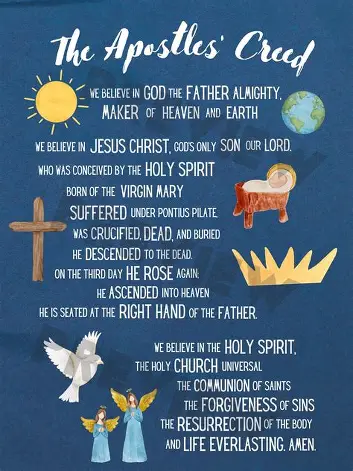 The Apostles' Creed
WE BELIEVE IN GOD THE FATHER ALMIGHTY,
MAKER OF HEAVEN AND EARTH
WE BELIEVE IN JESUS CHRIST, GOD'S ONLY SON OUR LORD,
WHO WAS CONCEIVED BY THE HOLY SPIRIT
BORN OF THE VIRGIN MARY
SUFFERED UNDER PONTIUS PILATE,
WAS CRUCIFIED, DEAD, AND BURIED
HE DESCENDED TO THE DEAD.
ON THE THIRD DAY HE ROSE AGAIN;
HE ASCENDED INTO HEAVEN
HE IS SEATED AT THE RIGHT HAND OF THE FATHER.
WE BELIEVE IN THE HOLY SPIRIT,
THE HOLY CHURCH UNIVERSAL
THE COMMUNION OF SAINTS
THE FORGIVENESS OF SINS
THE RESURRECTION OF THE BODY
AND LIFE EVERLASTING. AMEN.